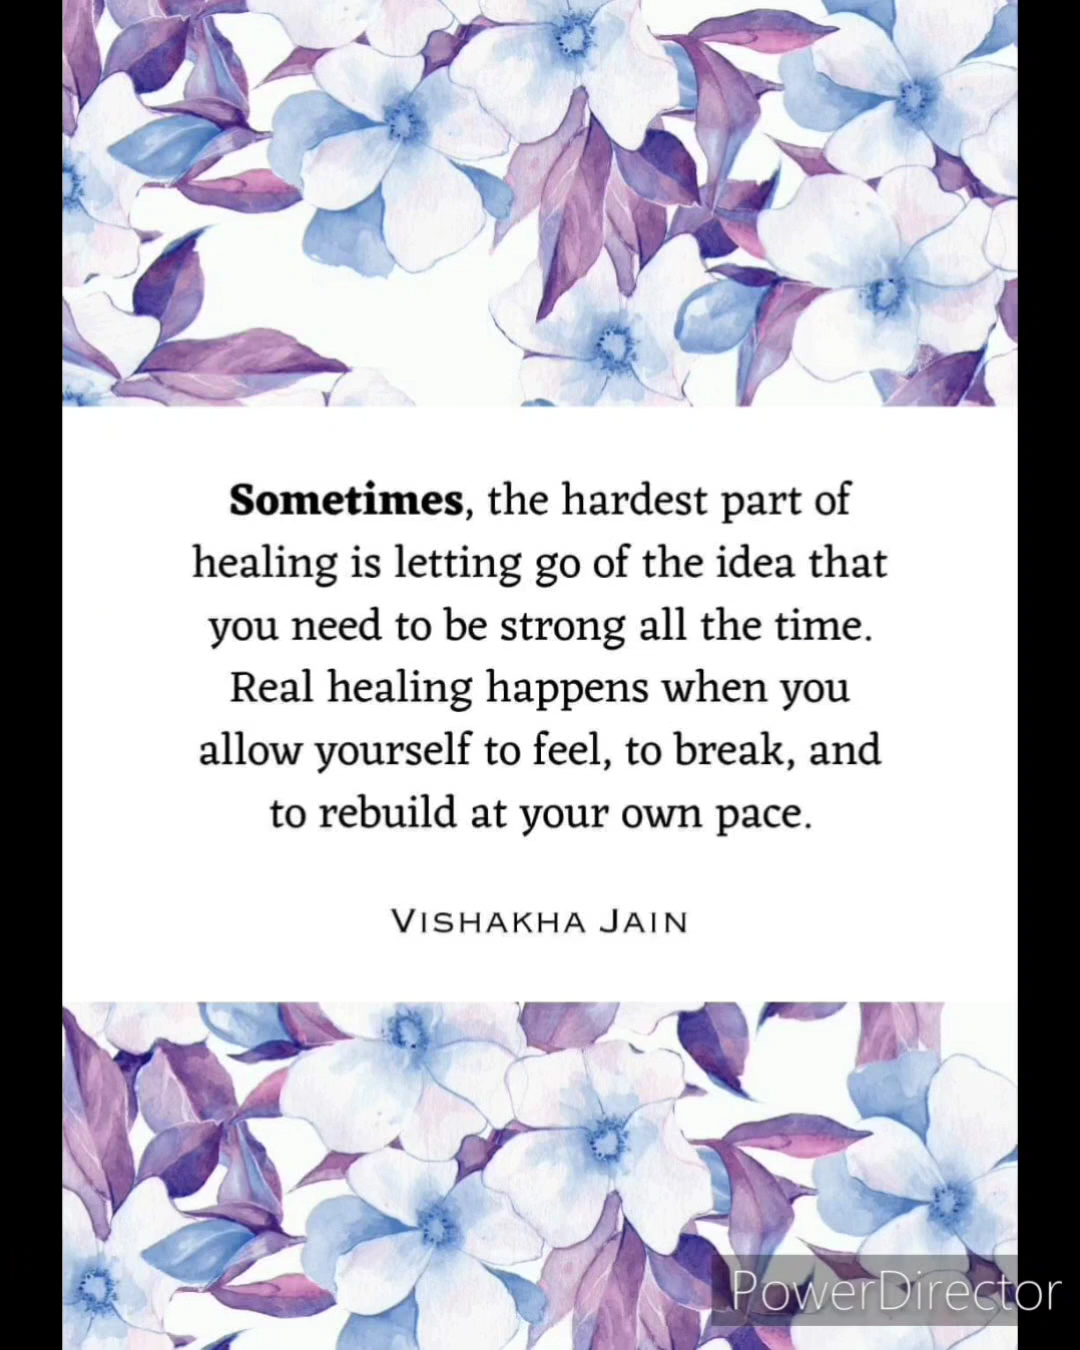 Sometimes, the hardest part of
healing is letting go of the idea that
you need to be strong all the time.
Real healing happens when you
allow yourself to feel, to break, and
to rebuild at your own pace.
VISHAKHA JAIN
PowerDirector